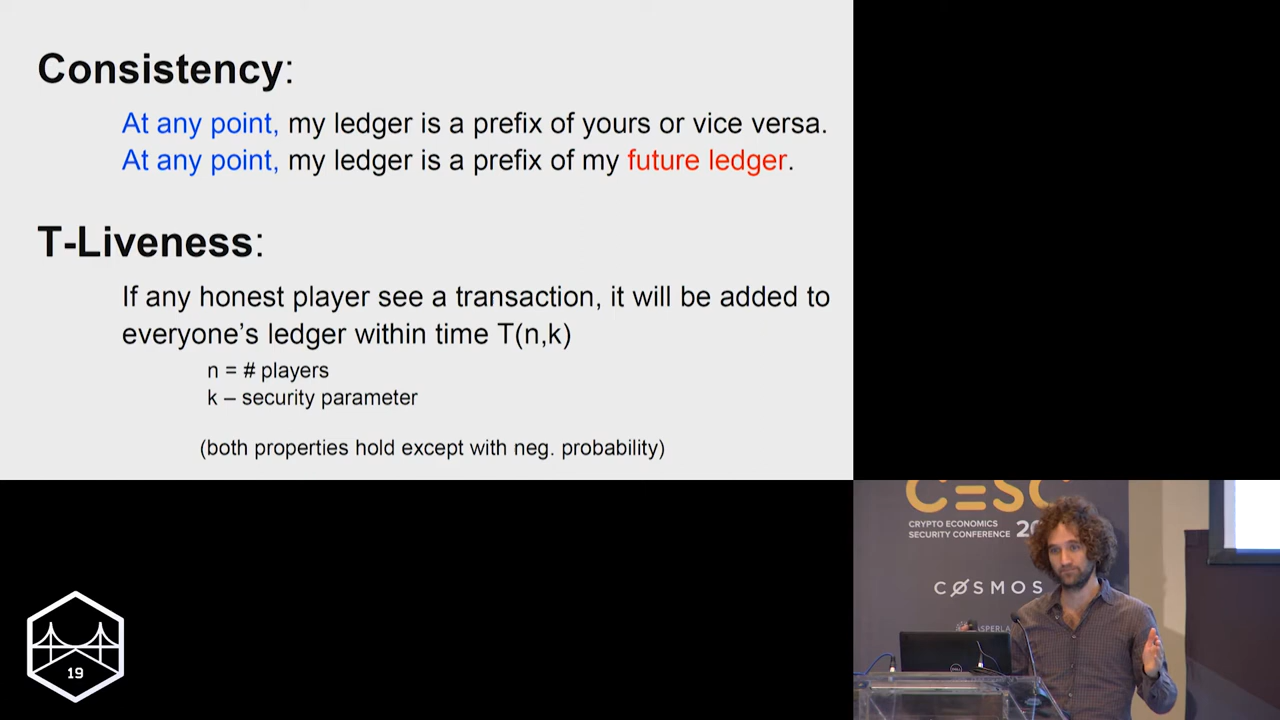 Consistency:
At any point, my ledger is a prefix of yours or vice versa.
At any point, my ledger is a prefix of my future ledger.
T-Liveness:
If any honest player see a transaction, it will be added to
everyone's ledger within time T(n,k)
n = # players
k – security parameter
(both properties hold except with neg. probability)
CESC
CRYPTO ECONOMICS
SECURITY CONFERENCE
COSMOS
DELL
19